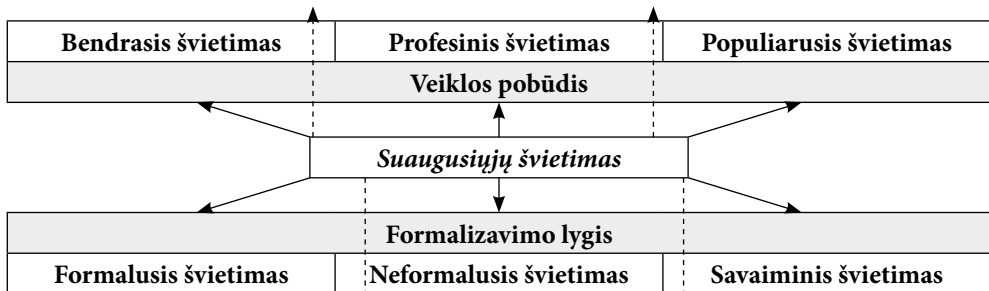 Bendrasis švietimas Profesinis švietimas Populiarusis švietimas
Veiklos pobūdis
Suaugusiųjų švietimas
Formalizavimo lygis
Formalusis švietimas Neformalusis švietimas Savaiminis švietimas